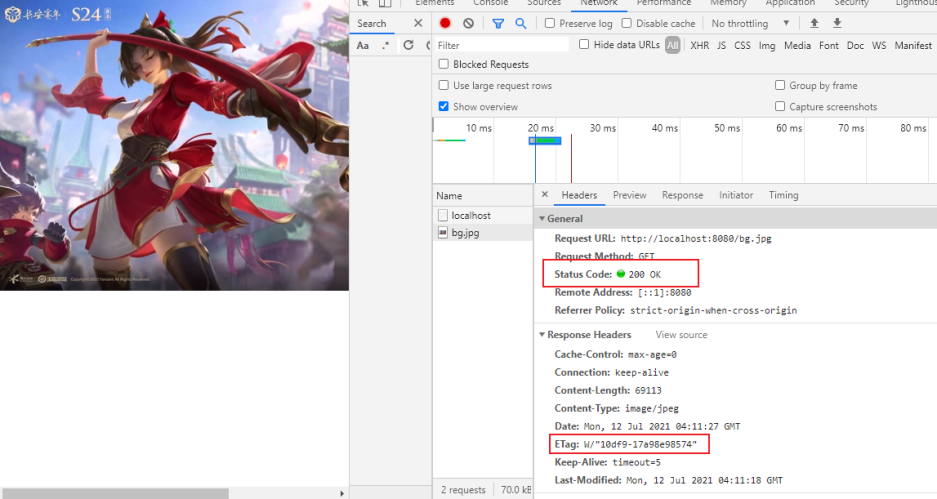 长安赛年 S24
Elements Console Sources Network Performance Memory Application Security Lighthous
Search × Preserve log Disable cache No throttling ▼
Aa .*
Filter Hide data URLs All XHR JS CSS Img Media Font Doc WS Manifest
Blocked Requests
Use large request rows Group by frame
Show overview Capture screenshots
10 ms 20 ms 30 ms 40 ms 50 ms 60 ms 70 ms 80 ms
Name × Headers Preview Response Initiator Timing
localhost
bg.jpg
▼ General
Request URL: http://localhost:8080/bg.jpg
Request Method: GET
Status Code: 200 OK
Remote Address: [::1]:8080
Referrer Policy: strict-origin-when-cross-origin
▼ Response Headers View source
Cache-Control: max-age=0
Connection: keep-alive
Content-Length: 69113
Content-Type: image/jpeg
Date: Mon, 12 Jul 2021 04:11:27 GMT
ETag: W/"10df9-17a98e98574"
Keep-Alive: timeout=5
Last-Modified: Mon, 12 Jul 2021 04:11:18 GMT
2 requests 70.0 kB